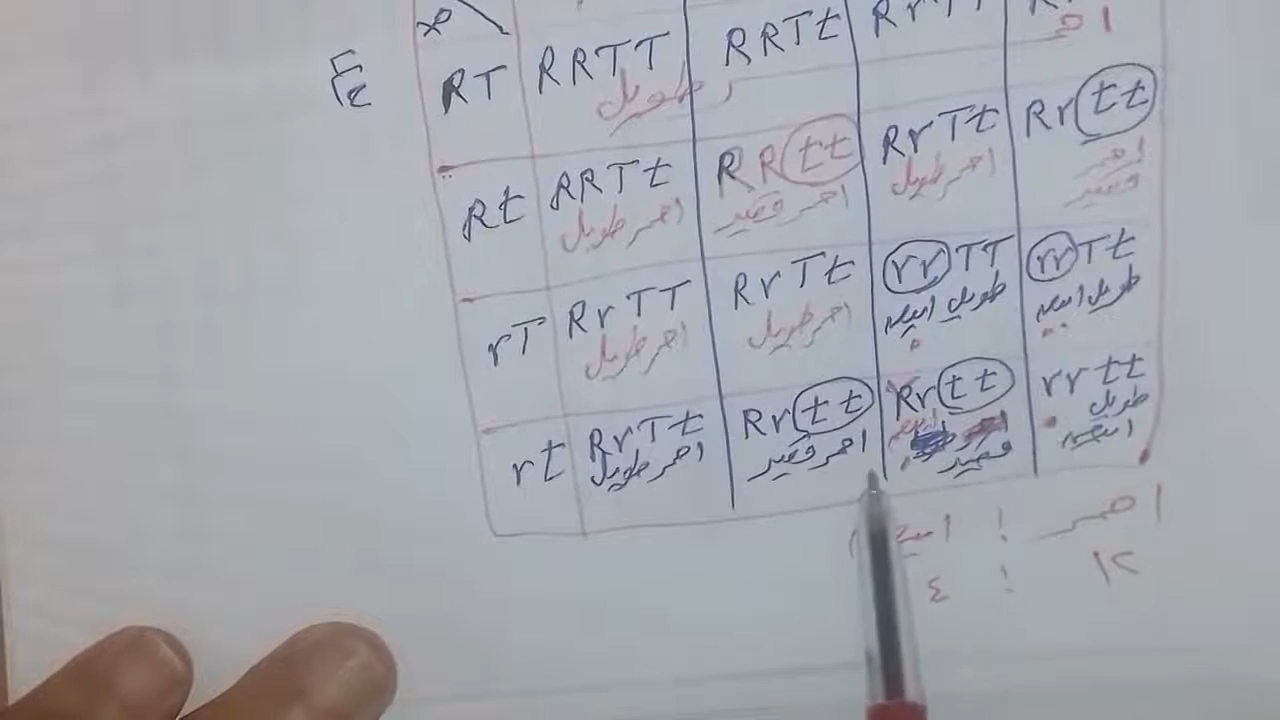 F2
RT RRTT RRTt RrTT
طويل
Rt RRTt RRtt RrTt Rrtt
احمر طويل احمر قصير احمر طويل احمر قصير
rT RrTT RrTt rrTT rrTt
احمر طويل احمر طويل طويل ابيض طويل ابيض
rt RrTt Rrtt Rrtt rrtt
احمر طويل احمر قصير قصير طويل ابيض
احمر : ابيض
١٢ : ٤